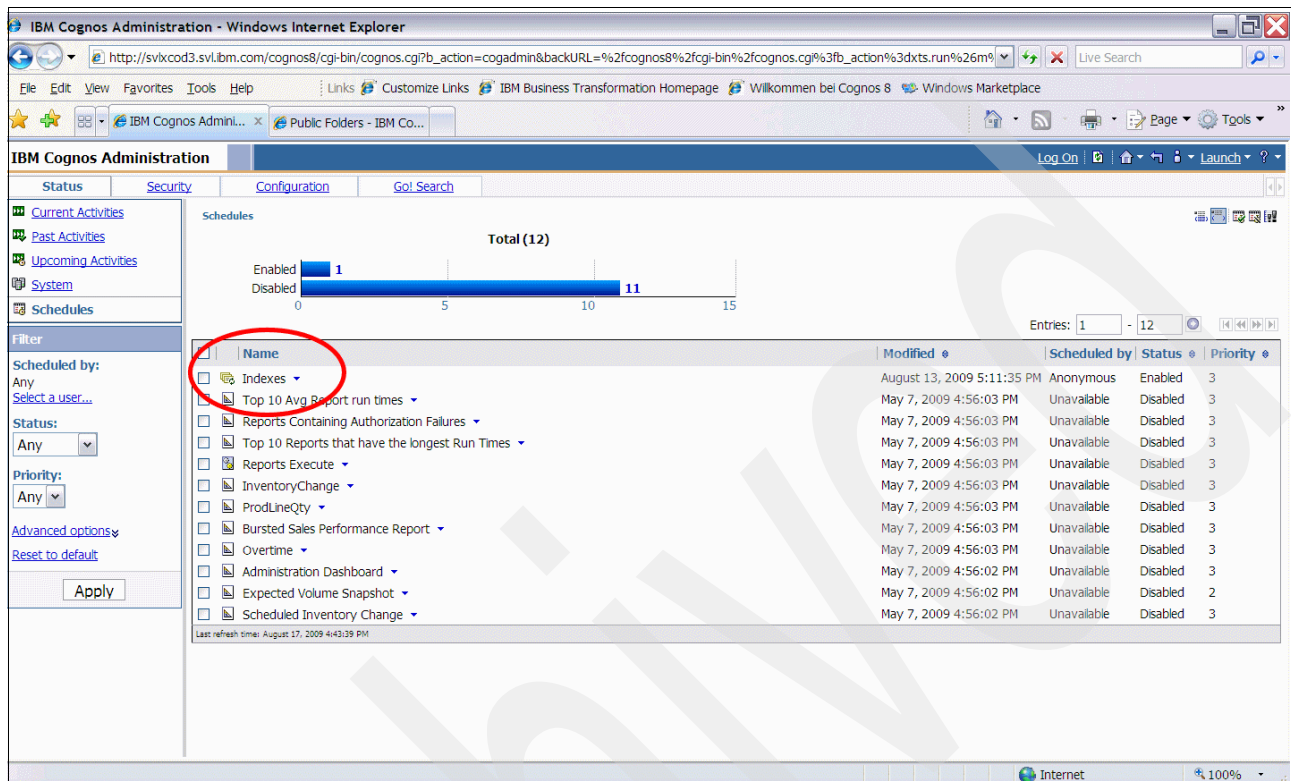 IBM Cognos Administration - Windows Internet Explorer
http://svlxcod3.svl.ibm.com/cognos8/cgi-bin/cognos.cgi?b_action=cogadmin&backURL=%2fcognos8%2fcgi-bin%2fcognos.cgi%3fb_action%3dxts.run%26m% Live Search
File Edit View Favorites Tools Help Links Customize Links IBM Business Transformation Homepage Willkommen bei Cognos 8 Windows Marketplace
IBM Cognos Admini... Public Folders - IBM Co... Page Tools
IBM Cognos Administration Log On Launch ?
Status Security Configuration Go! Search
Current Activities
Past Activities
Upcoming Activities
System
Schedules
Filter
Scheduled by:
Any
Select a user...
Status:
Any
Priority:
Any
Advanced options
Reset to default
Apply
Schedules
Total (12)
Enabled 1
Disabled 11
0 5 10 15
Entries: 1 - 12
Name Modified Scheduled by Status Priority
Indexes August 13, 2009 5:11:35 PM Anonymous Enabled 3
Top 10 Avg Report run times May 7, 2009 4:56:03 PM Unavailable Disabled 3
Reports Containing Authorization Failures May 7, 2009 4:56:03 PM Unavailable Disabled 3
Top 10 Reports that have the longest Run Times May 7, 2009 4:56:03 PM Unavailable Disabled 3
Reports Execute May 7, 2009 4:56:03 PM Unavailable Disabled 3
InventoryChange May 7, 2009 4:56:03 PM Unavailable Disabled 3
ProdLineQty May 7, 2009 4:56:03 PM Unavailable Disabled 3
Bursted Sales Performance Report May 7, 2009 4:56:03 PM Unavailable Disabled 3
Overtime May 7, 2009 4:56:03 PM Unavailable Disabled 3
Administration Dashboard May 7, 2009 4:56:02 PM Unavailable Disabled 3
Expected Volume Snapshot May 7, 2009 4:56:02 PM Unavailable Disabled 2
Scheduled Inventory Change May 7, 2009 4:56:02 PM Unavailable Disabled 3
Last refresh time: August 17, 2009 4:43:39 PM
Internet 100%